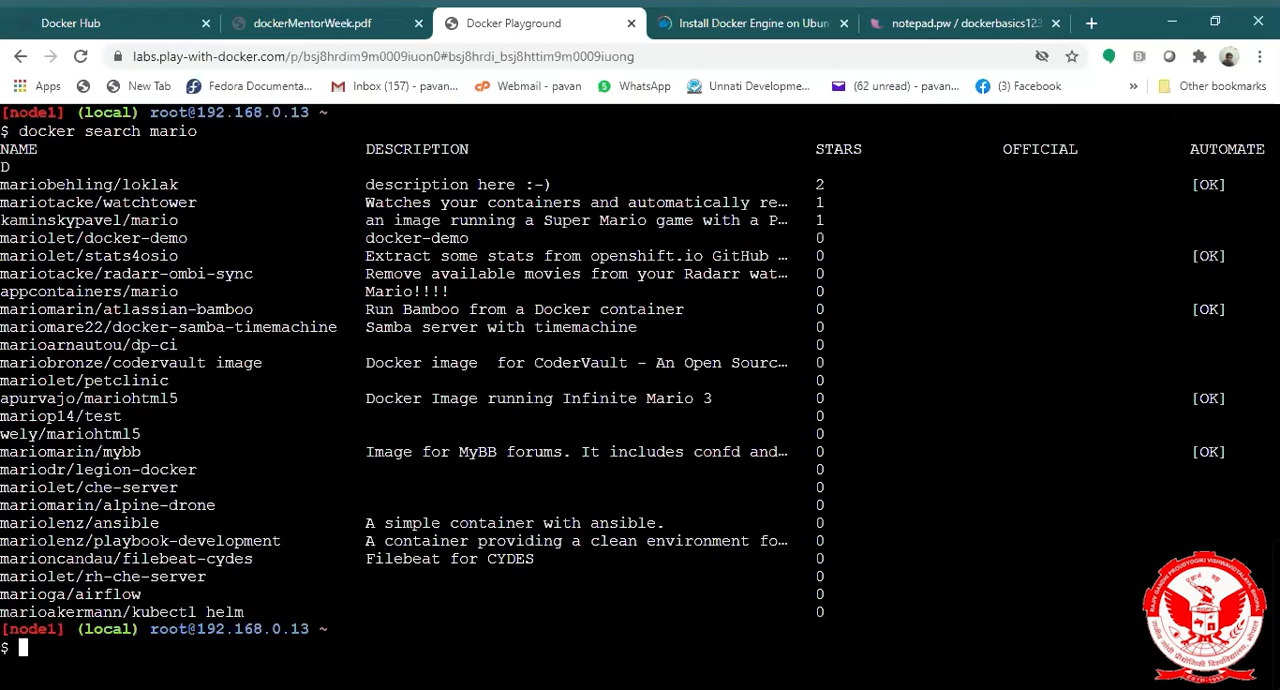 Docker Hub
dockerMentorWeek.pdf
Docker Playground
Install Docker Engine on Ubun
notepad.pw / dockerbasics123
labs.play-with-docker.com/p/bsj8hrdim9m0009iuon0#bsj8hrdi_bsj8httim9m0009iuong
Apps
New Tab
Fedora Documenta...
Inbox (157) - pavan...
Webmail - pavan
WhatsApp
Unnati Developme...
(62 unread) - pavan...
(3) Facebook
»
Other bookmarks
[node1] (local) root@192.168.0.13 ~
$ docker search mario
NAME DESCRIPTION STARS OFFICIAL AUTOMATE
D
mariobehling/loklak description here :-) 2 [OK]
mariotacke/watchtower Watches your containers and automatically re… 1
kaminskypavel/mario an image running a Super Mario game with a P… 1
mariolet/docker-demo docker-demo 0
mariolet/stats4osio Extract some stats from openshift.io GitHub … 0 [OK]
mariotacke/radarr-ombi-sync Remove available movies from your Radarr wat… 0
appcontainers/mario Mario!!!! 0
mariomarin/atlassian-bamboo Run Bamboo from a Docker container 0 [OK]
mariomare22/docker-samba-timemachine Samba server with timemachine 0
marioarnautou/dp-ci 0
mariobronze/codervault image Docker image for CoderVault - An Open Sourc… 0
mariolet/petclinic 0
apurvajo/mariohtml5 Docker Image running Infinite Mario 3 0 [OK]
mariop14/test 0
wely/mariohtml5 0
mariomarin/mybb Image for MyBB forums. It includes confd and… 0 [OK]
mariodr/legion-docker 0
mariolet/che-server 0
mariomarin/alpine-drone 0
mariolenz/ansible A simple container with ansible. 0
mariolenz/playbook-development A container providing a clean environment fo… 0
marioncandau/filebeat-cydes Filebeat for CYDES 0
mariolet/rh-che-server 0
marioga/airflow 0
marioakermann/kubectl helm 0
[node1] (local) root@192.168.0.13 ~
$